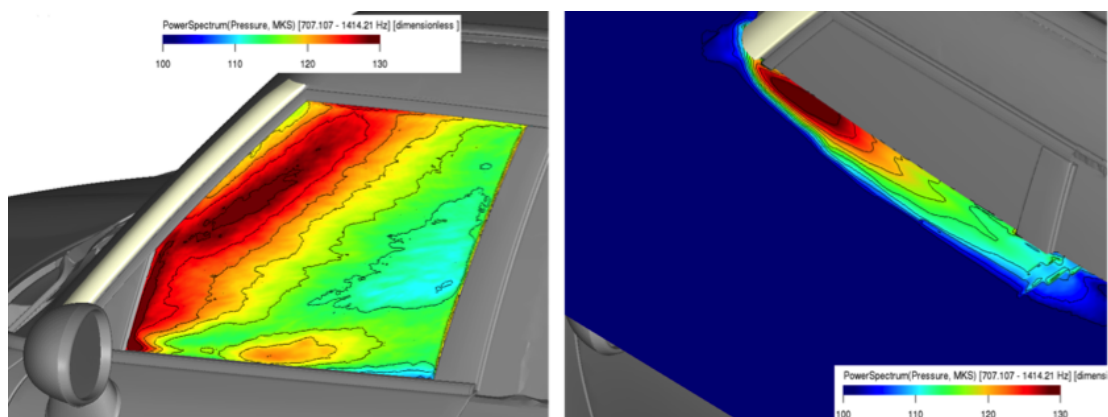 PowerSpectrum(Pressure, MKS) [707.107 - 1414.21 Hz] [dimensionless ]
100 110 120 130
PowerSpectrum(Pressure, MKS) [707.107 - 1414.21 Hz] [dimensi
100 110 120 130